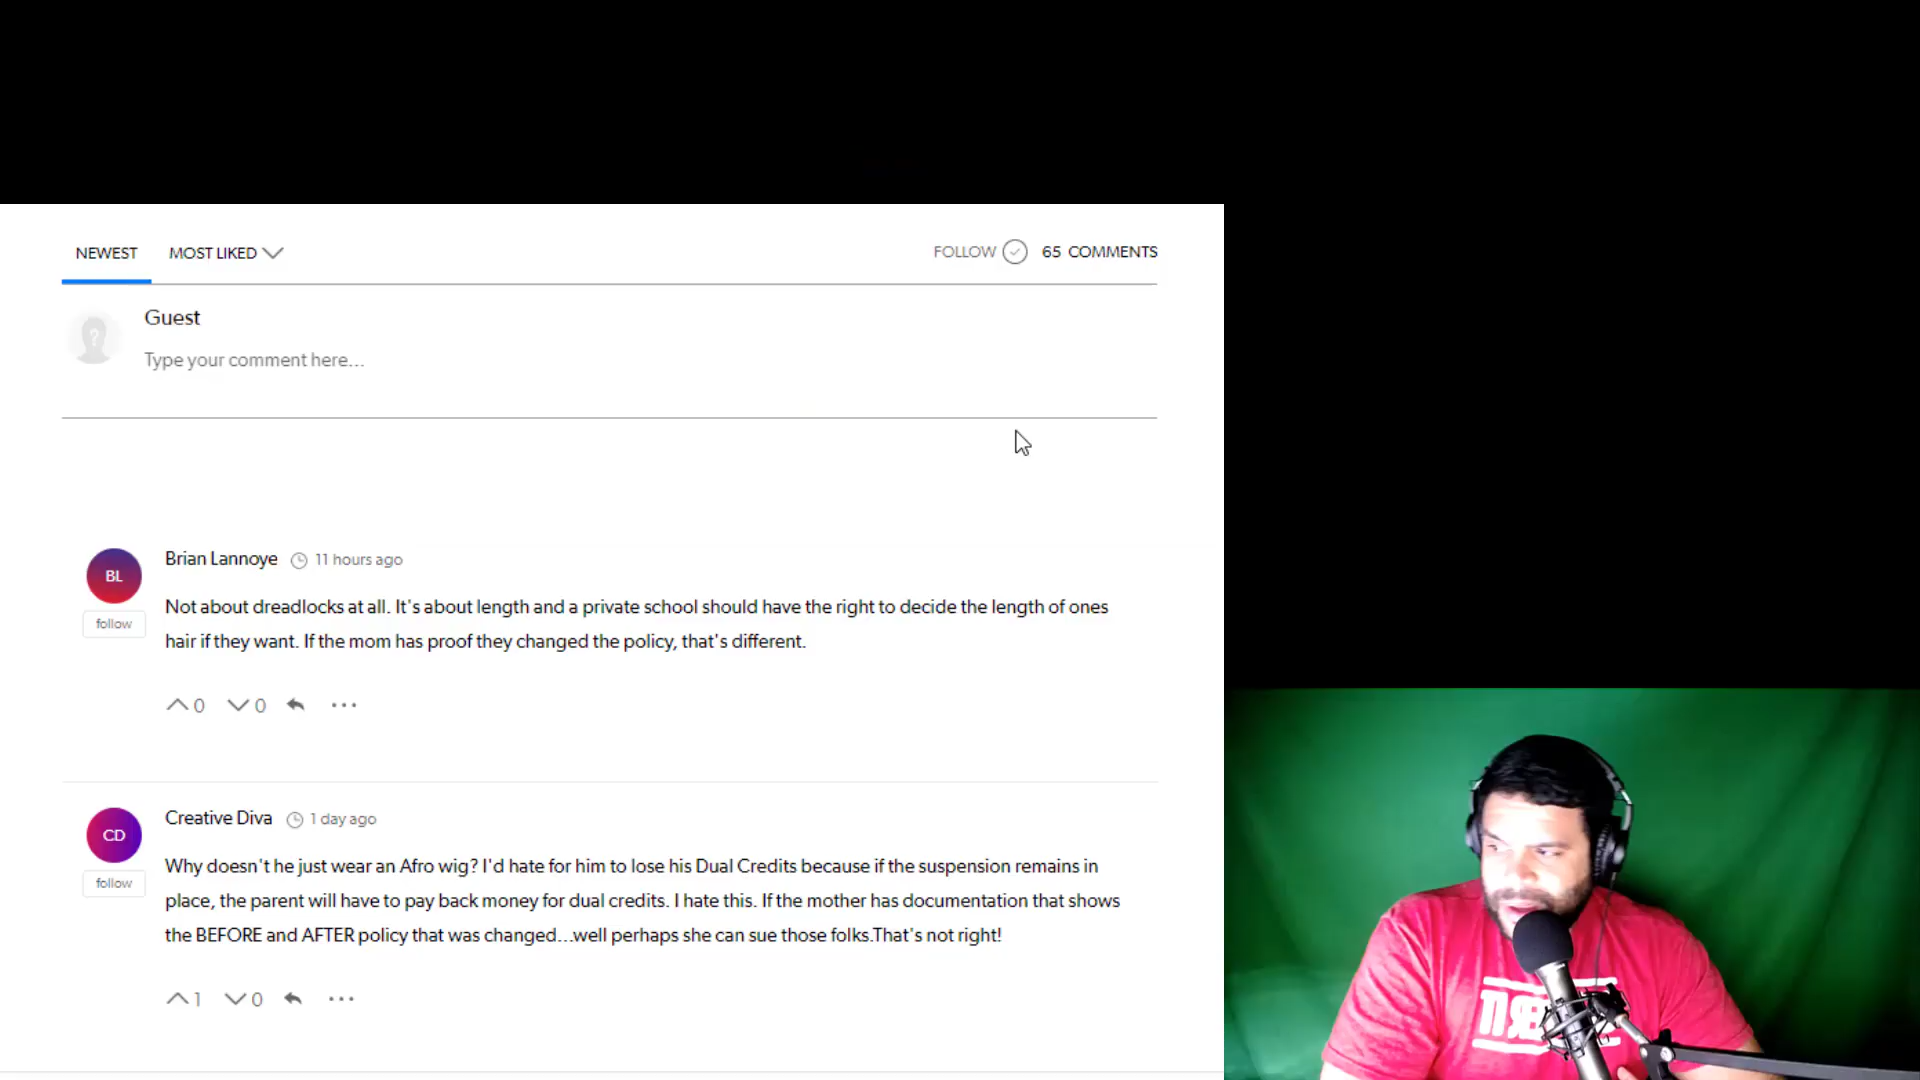 NEWEST MOST LIKED FOLLOW 65 COMMENTS
Guest
?
Type your comment here...
Brian Lannoye 11 hours ago
BL
Not about dreadlocks at all. It's about length and a private school should have the right to decide the length of ones
follow
hair if they want. If the mom has proof they changed the policy, that's different.
0 0
Creative Diva 1 day ago
CD
Why doesn't he just wear an Afro wig? I'd hate for him to lose his Dual Credits because if the suspension remains in
follow
place, the parent will have to pay back money for dual credits. I hate this. If the mother has documentation that shows
the BEFORE and AFTER policy that was changed...well perhaps she can sue those folks.That's not right!
1 0